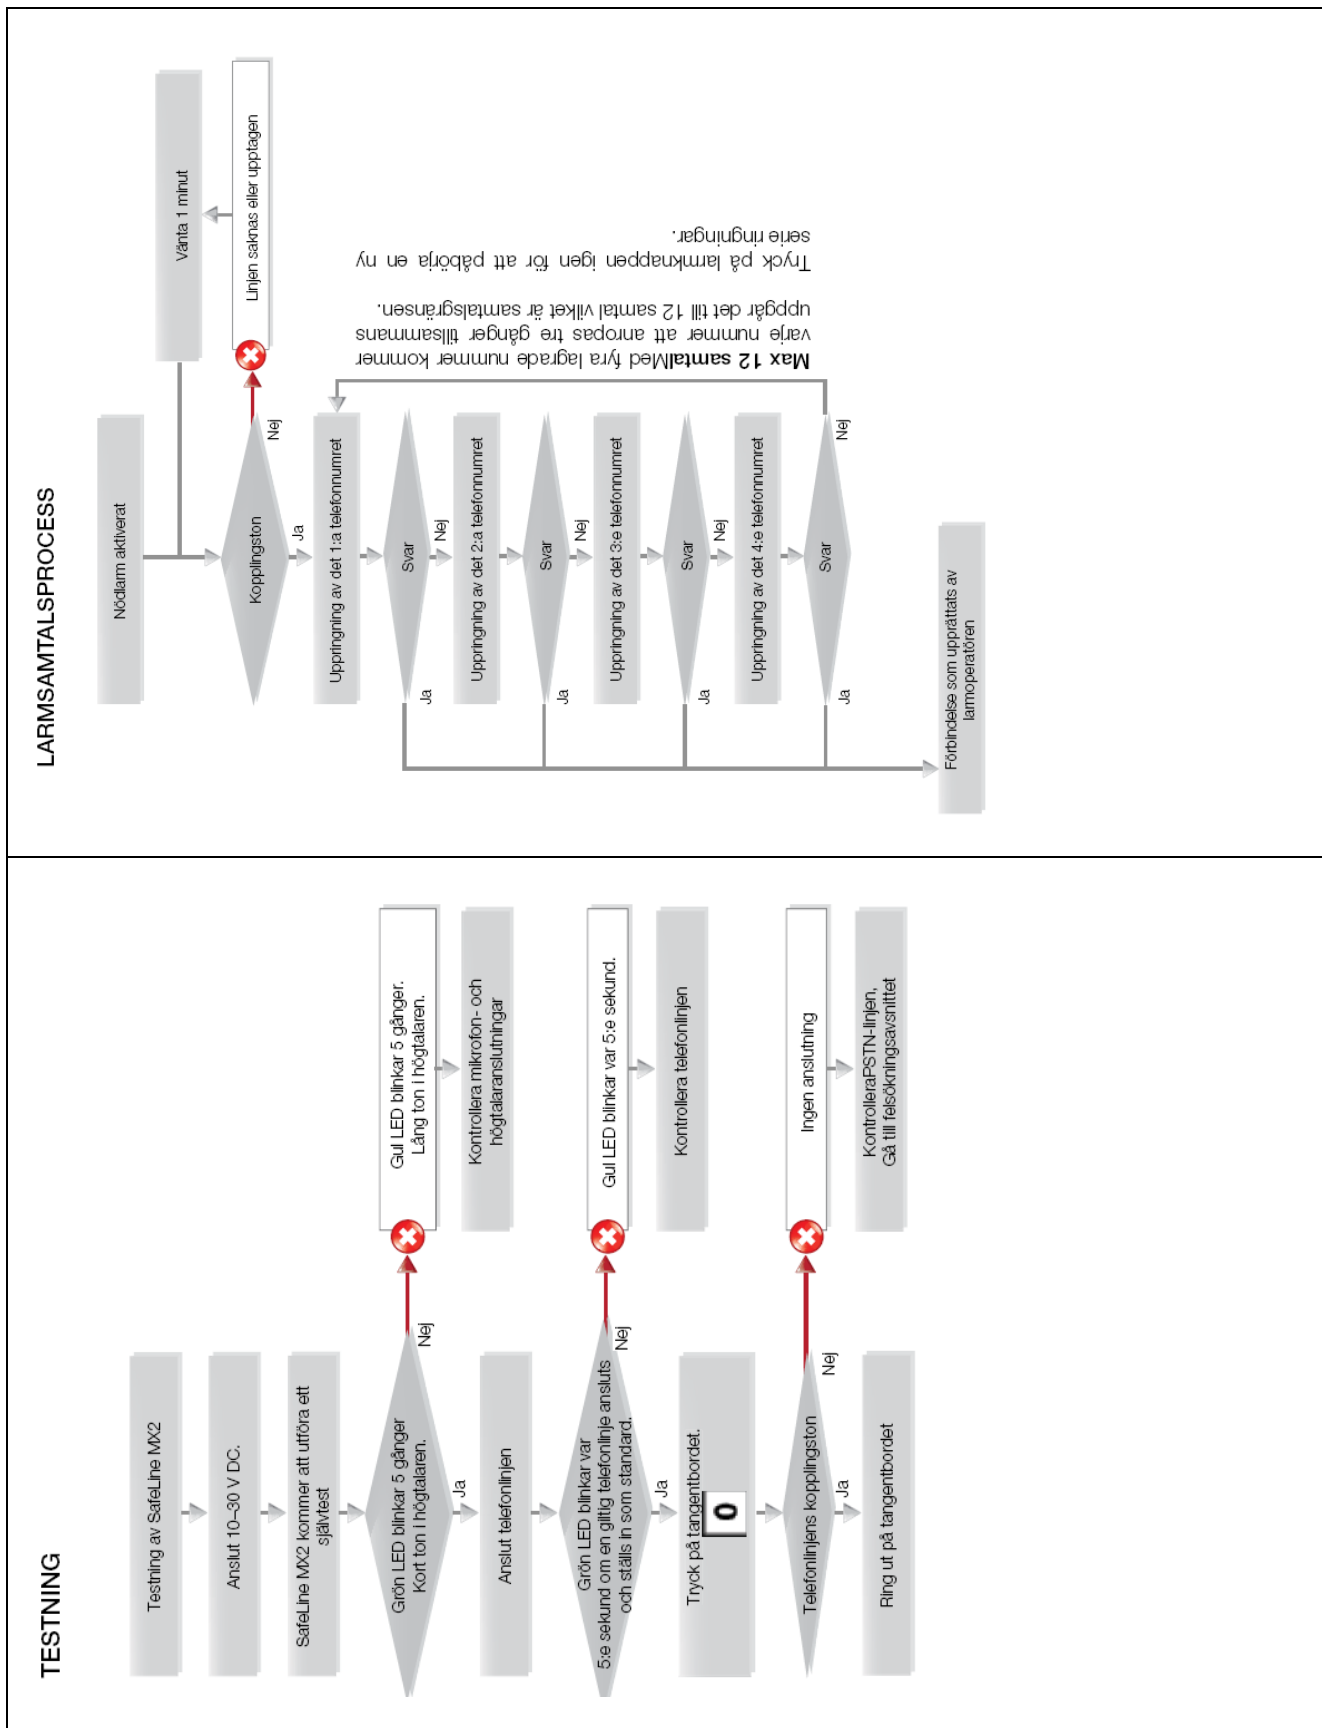 TESTNING
Testning av SafeLine MX2
Anslut 10–30 V DC.
SafeLine MX2 kommer att utföra ett
självtest
Grön LED blinkar 5 gånger
Kort ton i högtalaren.
Nej
Gul LED blinkar 5 gånger.
Lång ton i högtalaren.
Kontrollera mikrofon- och
högtalaranslutningar
Ja
Anslut telefonlinjen
Grön LED blinkar var
5:e sekund om en giltig telefonlinje ansluts
och ställs in som standard.
Nej
Gul LED blinkar var 5:e sekund.
Kontrollera telefonlinjen
Ja
Tryck på tangentbordet.
0
Telefonlinjens kopplingston
Nej
Ingen anslutning
KontrolleraPSTN-linjen,
Gå till felsökningsavsnittet
Ja
Ring ut på tangentbordet
LARMSAMTALSPROCESS
Nödlarm aktiverat
Vänta 1 minut
Kopplingston
Nej
Linjen saknas eller upptagen
Ja
Uppringning av det 1:a telefonnumret
Svar
Ja
Nej
Uppringning av det 2:a telefonnumret
Svar
Ja
Nej
Uppringning av det 3:e telefonnumret
Svar
Ja
Nej
Uppringning av det 4:e telefonnumret
Svar
Ja
Nej
Förbindelse som upprättats av
larmoperatören
Max 12 samtalMed fyra lagrade nummer kommer
varje nummer att anropas tre gånger tillsammans
uppgår det till 12 samtal vilket är samtalsgränsen.
Tryck på larmknappen igen för att påbörja en ny
serie ringningar.